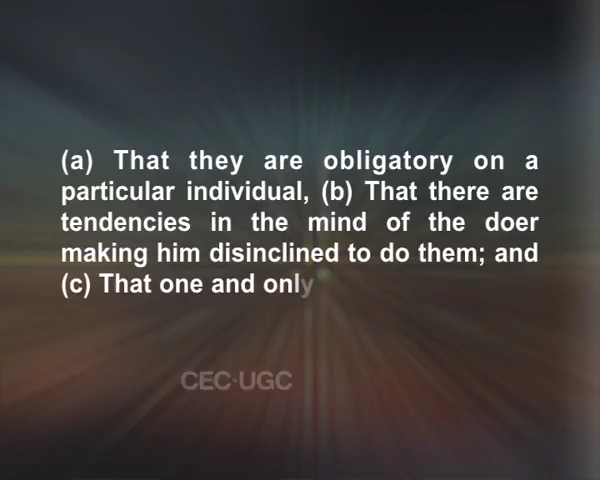 (a) That they are obligatory on a
particular individual, (b) That there are
tendencies in the mind of the doer
making him disinclined to do them; and
(c) That one and only
CEC-UGC